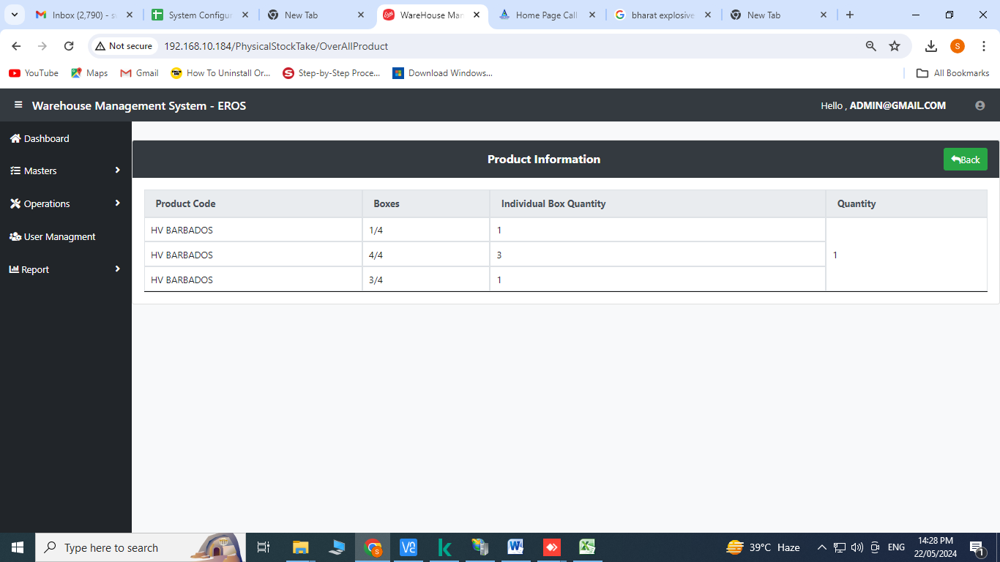 Inbox (2,790) - su
System Configur
New Tab
WareHouse Man
Home Page Call
bharat explosive
New Tab
Not secure
192.168.10.184/PhysicalStockTake/OverAllProduct
S
YouTube
Maps
Gmail
How To Uninstall Or...
Step-by-Step Proce...
Download Windows...
All Bookmarks
Warehouse Management System - EROS
Hello , ADMIN@GMAIL.COM
Dashboard
Masters
Operations
User Managment
Report
Product Information
Back
Product Code Boxes Individual Box Quantity Quantity
HV BARBADOS 1/4 1
HV BARBADOS 4/4 3 1
HV BARBADOS 3/4 1
Type here to search
39°C Haze
ENG
14:28 PM
22/05/2024
1